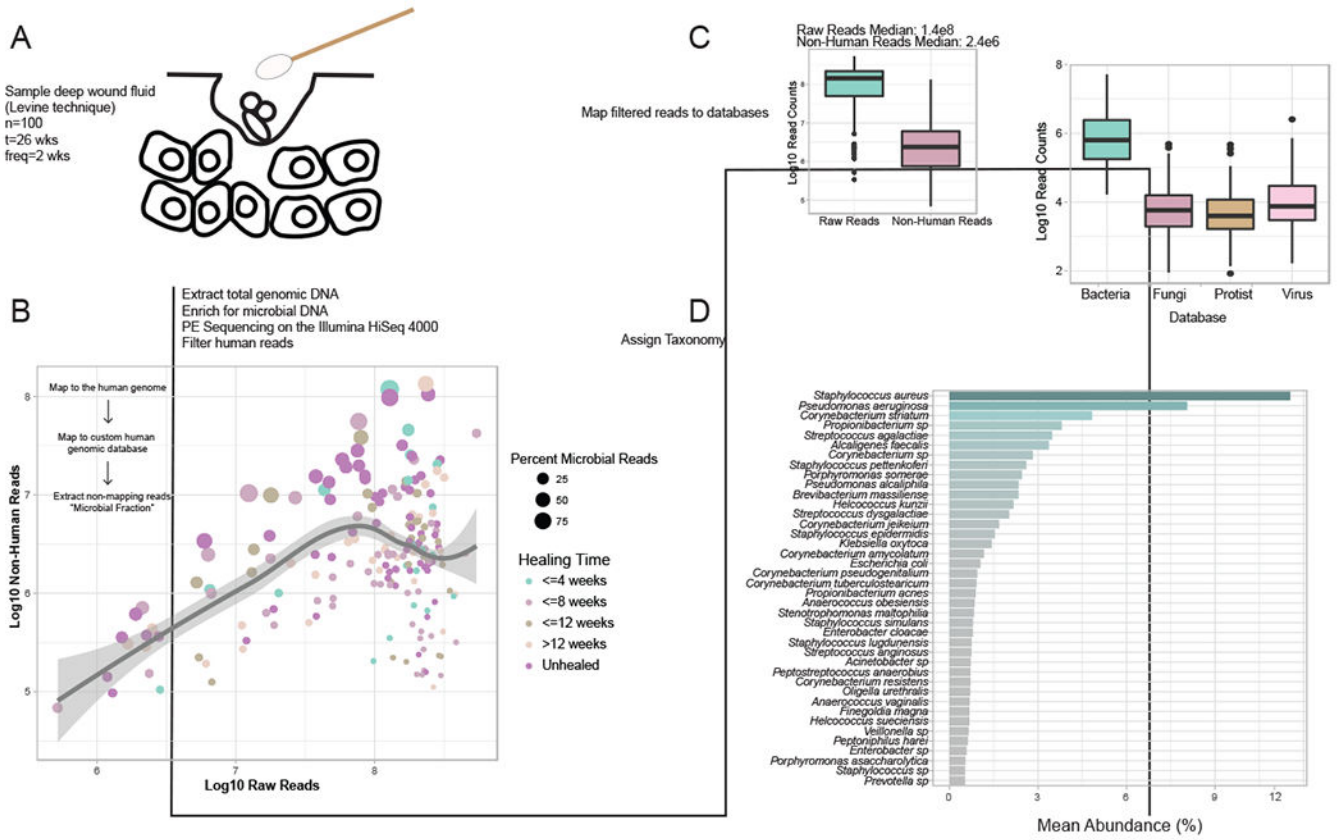 A
Sample deep wound fluid
(Levine technique)
n=100
t=26 wks
freq=2 wks
B
Extract total genomic DNA
Enrich for microbial DNA
PE Sequencing on the Illumina HiSeq 4000
Filter human reads
Map to the human genome
Map to custom human
genomic database
Extract non-mapping reads
"Microbial Fraction"
Log10 Non-Human Reads
8
7
6
5
6
7
8
Log10 Raw Reads
Percent Microbial Reads
25
50
75
Healing Time
<=4 weeks
<=8 weeks
<=12 weeks
>12 weeks
Unhealed
C
Map filtered reads to databases
Raw Reads Median: 1.4e8
Non-Human Reads Median: 2.4e6
Log10 Read Counts
8
7
6
5
Raw Reads
Non-Human Reads
Log10 Read Counts
8
6
4
2
Bacteria
Fungi
Protist
Virus
Database
D
Assign Taxonomy
Staphylococcus aureus
Pseudomonas aeruginosa
Corynebacterium striatum
Propionibacterium sp
Streptococcus agalactiae
Alcaligenes faecalis
Corynebacterium sp
Staphylococcus pettenkoferi
Porphyromonas somerae
Pseudomonas alcaliphila
Brevibacterium massiliense
Helcococcus kunzii
Streptococcus dysgalactiae
Corynebacterium jeikeium
Staphylococcus epidermidis
Klebsiella oxytoca
Corynebacterium amycolatum
Escherichia coli
Corynebacterium pseudogenitalium
Corynebacterium tuberculostearicum
Propionibacterium acnes
Anaerococcus obesiensis
Stenotrophomonas maltophilia
Staphylococcus simulans
Enterobacter cloacae
Staphylococcus lugdunensis
Streptococcus anginosus
Acinetobacter sp
Peptostreptococcus anaerobius
Corynebacterium resistens
Oligella urethralis
Anaerococcus vaginalis
Finegoldia magna
Helcococcus sueciensis
Veillonella sp
Peptoniphilus harei
Enterobacter sp
Porphyromonas asaccharolytica
Staphylococcus sp
Prevotella sp
0
3
6
9
12
Mean Abundance (%)